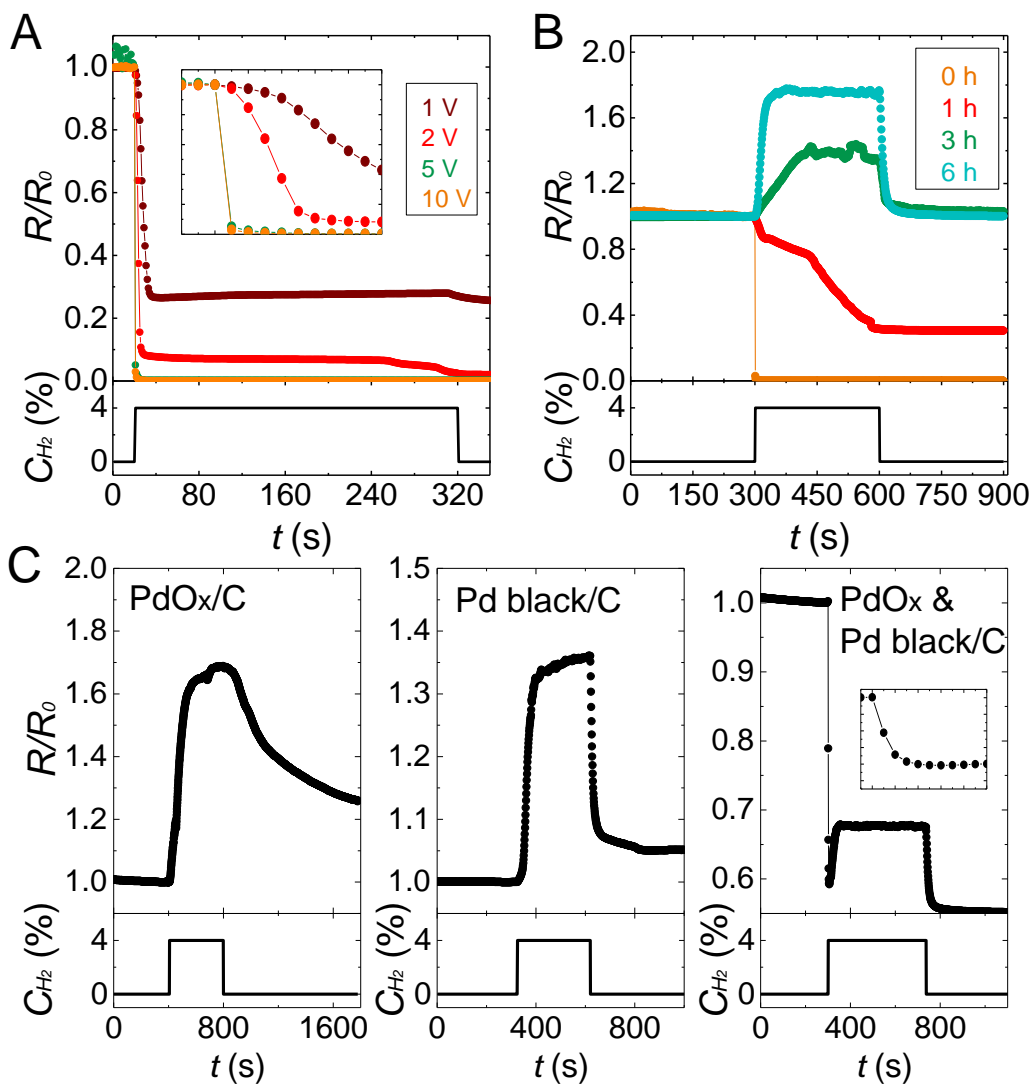 A
R/R0
1.0
0.8
0.6
0.4
0.2
0.0
1 V
2 V
5 V
10 V
CH2 (%)
4
0
0 80 160 240 320
t (s)
B
R/R0
2.0
1.6
1.2
0.8
0.4
0.0
0 h
1 h
3 h
6 h
CH2 (%)
4
0
0 150 300 450 600 750 900
t (s)
C
R/R0
2.0
1.8
1.6
1.4
1.2
1.0
PdOx/C
CH2 (%)
4
0
0 800 1600
t (s)
1.5
1.4
1.3
1.2
1.1
1.0
Pd black/C
CH2 (%)
4
0
0 400 800
t (s)
1.0
0.9
0.8
0.7
0.6
PdOx &
Pd black/C
CH2 (%)
4
0
0 400 800
t (s)